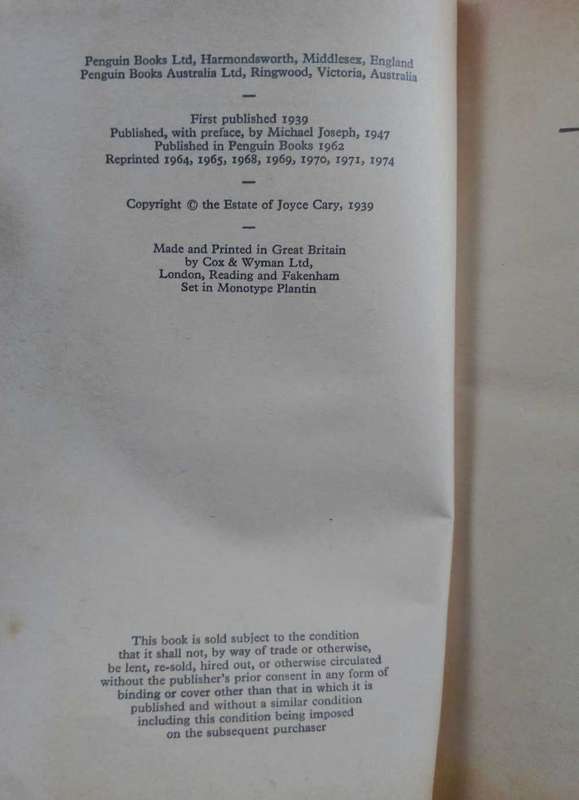 Penguin Books Ltd, Harmondsworth, Middlesex, England
Penguin Books Australia Ltd, Ringwood, Victoria, Australia
—
First published 1939
Published, with preface, by Michael Joseph, 1947
Published in Penguin Books 1962
Reprinted 1964, 1965, 1968, 1969, 1970, 1971, 1974
—
Copyright © the Estate of Joyce Cary, 1939
—
Made and Printed in Great Britain
by Cox & Wyman Ltd,
London, Reading and Fakenham
Set in Monotype Plantin
This book is sold subject to the condition
that it shall not, by way of trade or otherwise,
be lent, re-sold, hired out, or otherwise circulated
without the publisher's prior consent in any form of
binding or cover other than that in which it is
published and without a similar condition
including this condition being imposed
on the subsequent purchaser